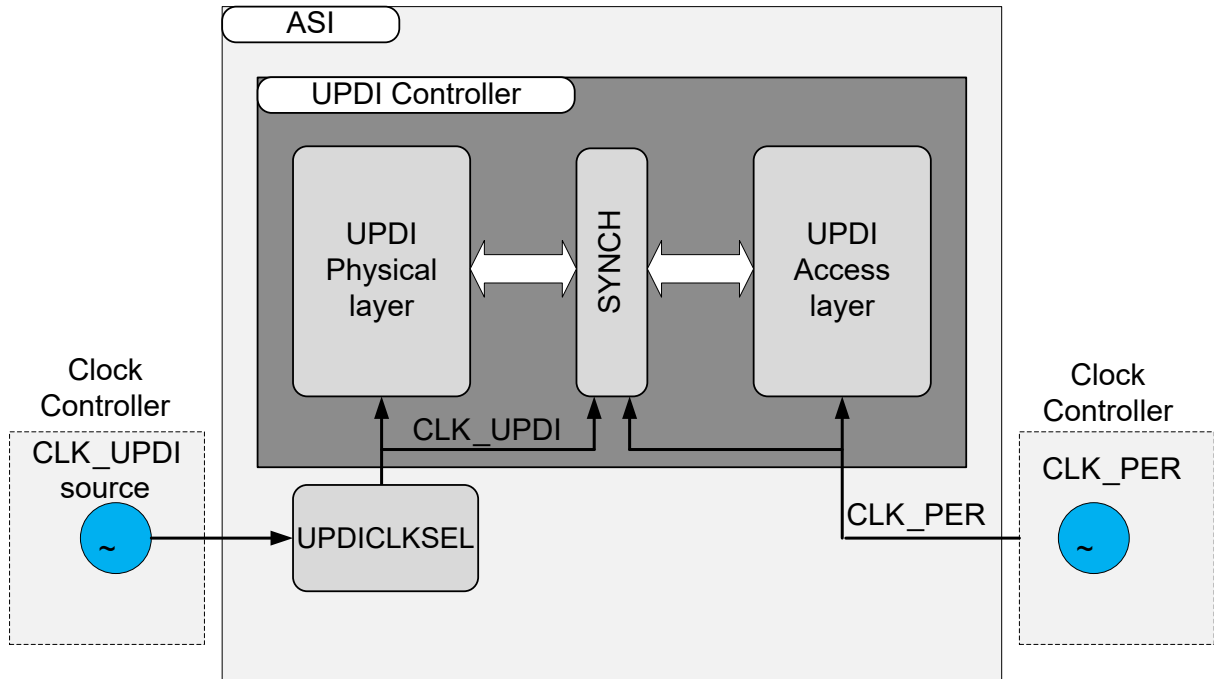 ASI
UPDI Controller
UPDI
Physical
layer
SYNCH
UPDI
Access
layer
Clock
Controller
CLK_UPDI
source
~
CLK_UPDI
UPDICLKSEL
CLK_PER
Clock
Controller
CLK_PER
~